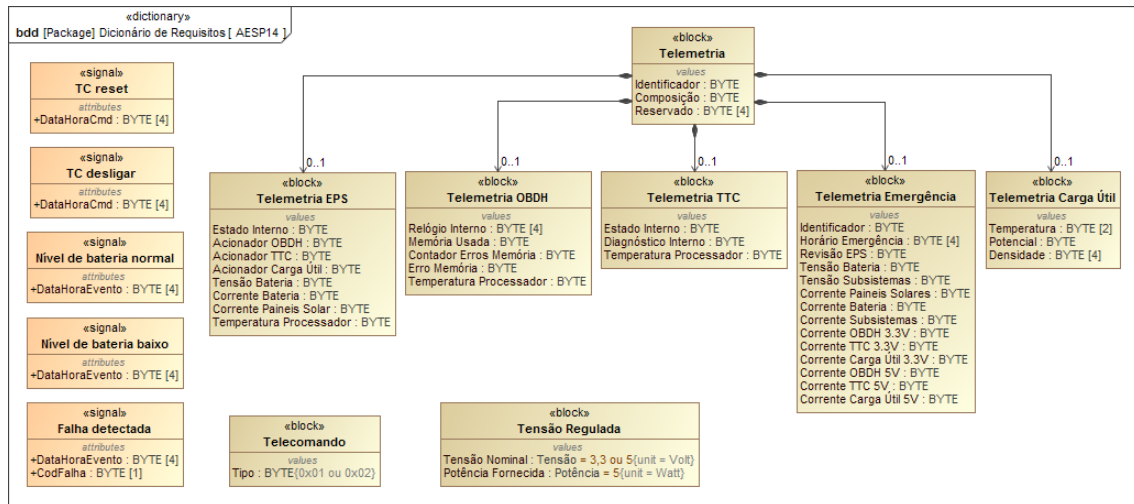 «dictionary»
bdd [Package] Dicionário de Requisitos [ AESP14 ]
«signal»
TC reset
attributes
+DataHoraCmd : BYTE [4]
«signal»
TC desligar
attributes
+DataHoraCmd : BYTE [4]
«signal»
Nível de bateria normal
attributes
+DataHoraEvento : BYTE [4]
«signal»
Nível de bateria baixo
attributes
+DataHoraEvento : BYTE [4]
«signal»
Falha detectada
attributes
+DataHoraEvento : BYTE [4]
+CodFalha : BYTE [1]
«block»
Telemetria
values
Identificador : BYTE
Composição : BYTE
Reservado : BYTE [4]
0..1
0..1
0..1
0..1
0..1
«block»
Telemetria EPS
values
Estado Interno : BYTE
Acionador OBDH : BYTE
Acionador TTC : BYTE
Acionador Carga Útil : BYTE
Tensão Bateria : BYTE
Corrente Bateria : BYTE
Corrente Paineis Solar : BYTE
Temperatura Processador : BYTE
«block»
Telemetria OBDH
values
Relógio Interno : BYTE [4]
Memória Usada : BYTE
Contador Erros Memória : BYTE
Erro Memória : BYTE
Temperatura Processador : BYTE
«block»
Telemetria TTC
values
Estado Interno : BYTE
Diagnóstico Interno : BYTE
Temperatura Processador : BYTE
«block»
Telemetria Emergência
values
Identificador : BYTE
Horário Emergência : BYTE [4]
Revisão EPS : BYTE
Tensão Bateria : BYTE
Tensão Subsistemas : BYTE
Corrente Paineis Solares : BYTE
Corrente Bateria : BYTE
Corrente Subsistemas : BYTE
Corrente OBDH 3.3V : BYTE
Corrente TTC 3.3V : BYTE
Corrente Carga Útil 3.3V : BYTE
Corrente OBDH 5V : BYTE
Corrente TTC 5V : BYTE
Corrente Carga Útil 5V : BYTE
«block»
Telemetria Carga Útil
values
Temperatura : BYTE [2]
Potencial : BYTE
Densidade : BYTE [4]
«block»
Telecomando
values
Tipo : BYTE{0x01 ou 0x02}
«block»
Tensão Regulada
values
Tensão Nominal : Tensão = 3,3 ou 5{unit = Volt}
Potência Fornecida : Potência = 5{unit = Watt}